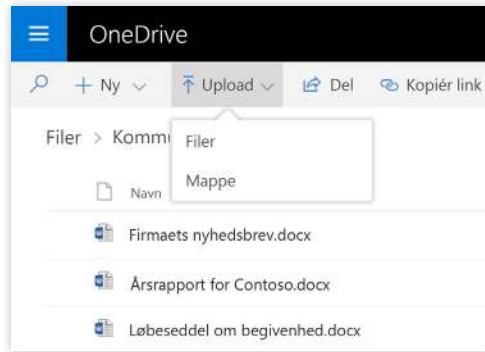 OneDrive
Ny Upload Del Kopiér link
Filer > Kommu
Filer
Mappe
Navn
Firmaets nyhedsbrev.docx
Årsrapport for Contoso.docx
Løbeseddel om begivenhed.docx